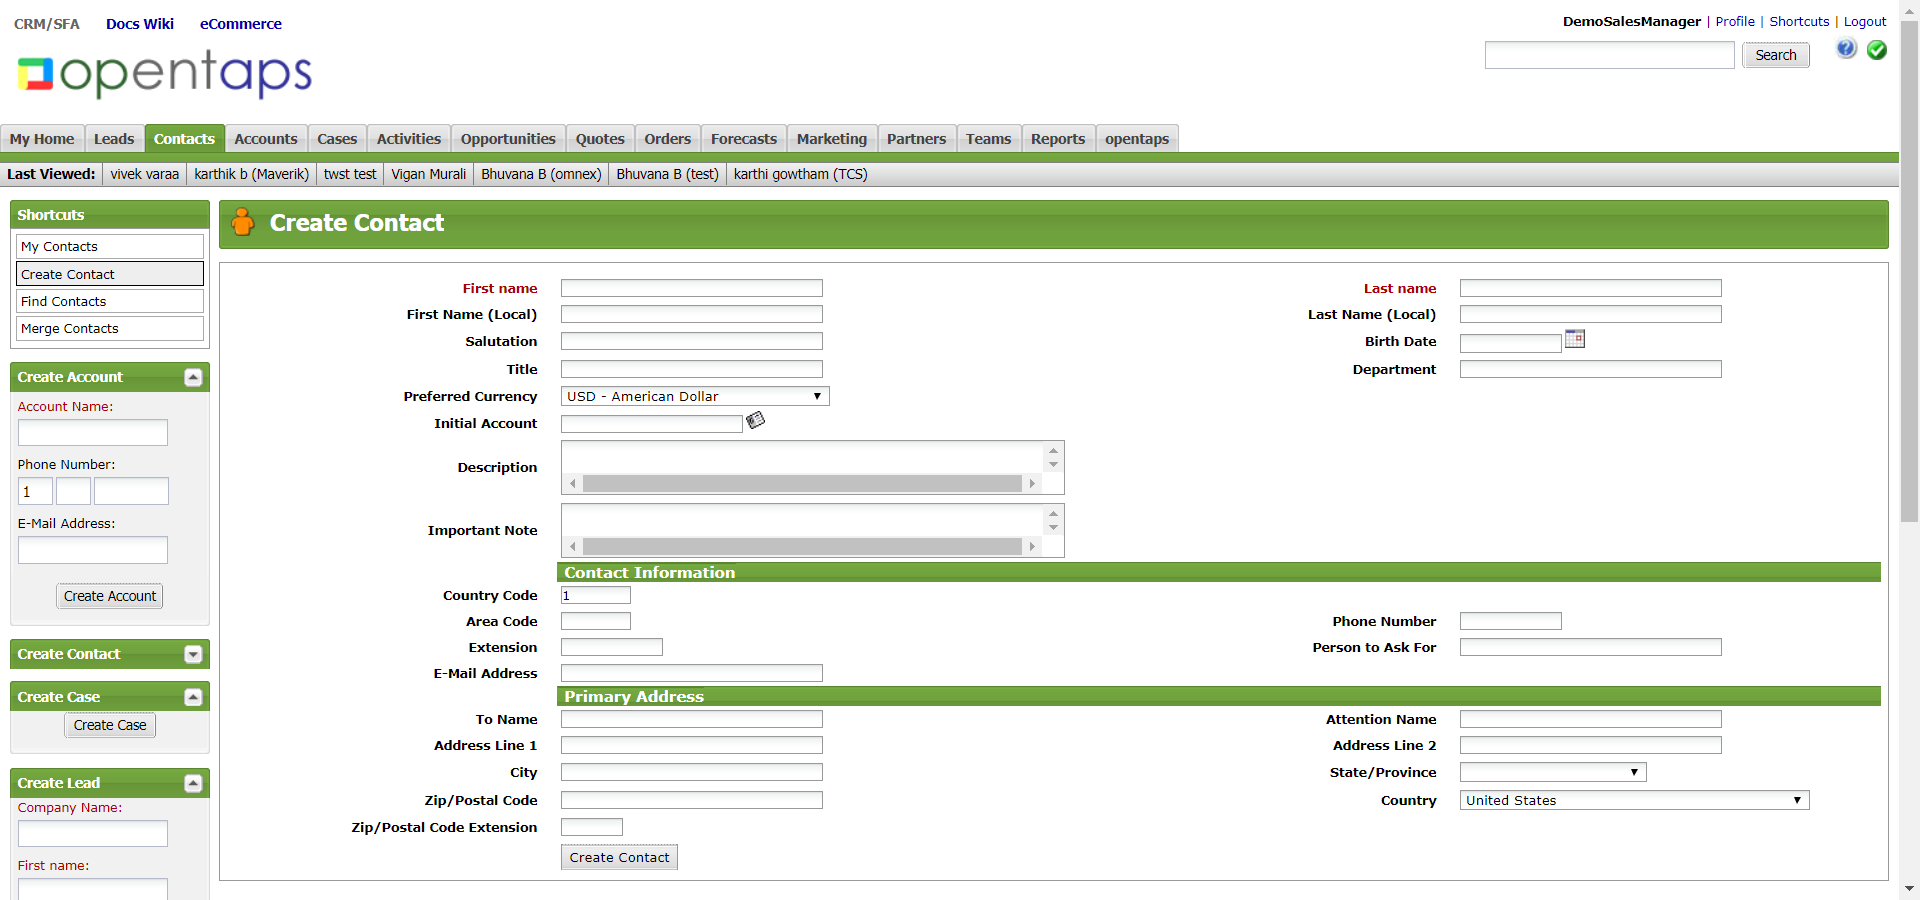 CRM/SFA Docs Wiki eCommerce
DemoSalesManager | Profile | Shortcuts | Logout
opentaps
Search
My Home Leads Contacts Accounts Cases Activities Opportunities Quotes Orders Forecasts Marketing Partners Teams Reports opentaps
Last Viewed: vivek varaa karthik b (Maverik) twst test Vigan Murali Bhuvana B (omnex) Bhuvana B (test) karthi gowtham (TCS)
Shortcuts
My Contacts
Create Contact
Find Contacts
Merge Contacts
Create Account
Account Name:
Phone Number:
1
E-Mail Address:
Create Account
Create Contact
Create Case
Create Case
Create Lead
Company Name:
First name:
Create Contact
First name Last name
First Name (Local) Last Name (Local)
Salutation Birth Date
Title Department
Preferred Currency USD - American Dollar
Initial Account
Description
Important Note
Contact Information
Country Code 1
Area Code Phone Number
Extension Person to Ask For
E-Mail Address
Primary Address
To Name Attention Name
Address Line 1 Address Line 2
City State/Province
Zip/Postal Code Country United States
Zip/Postal Code Extension
Create Contact